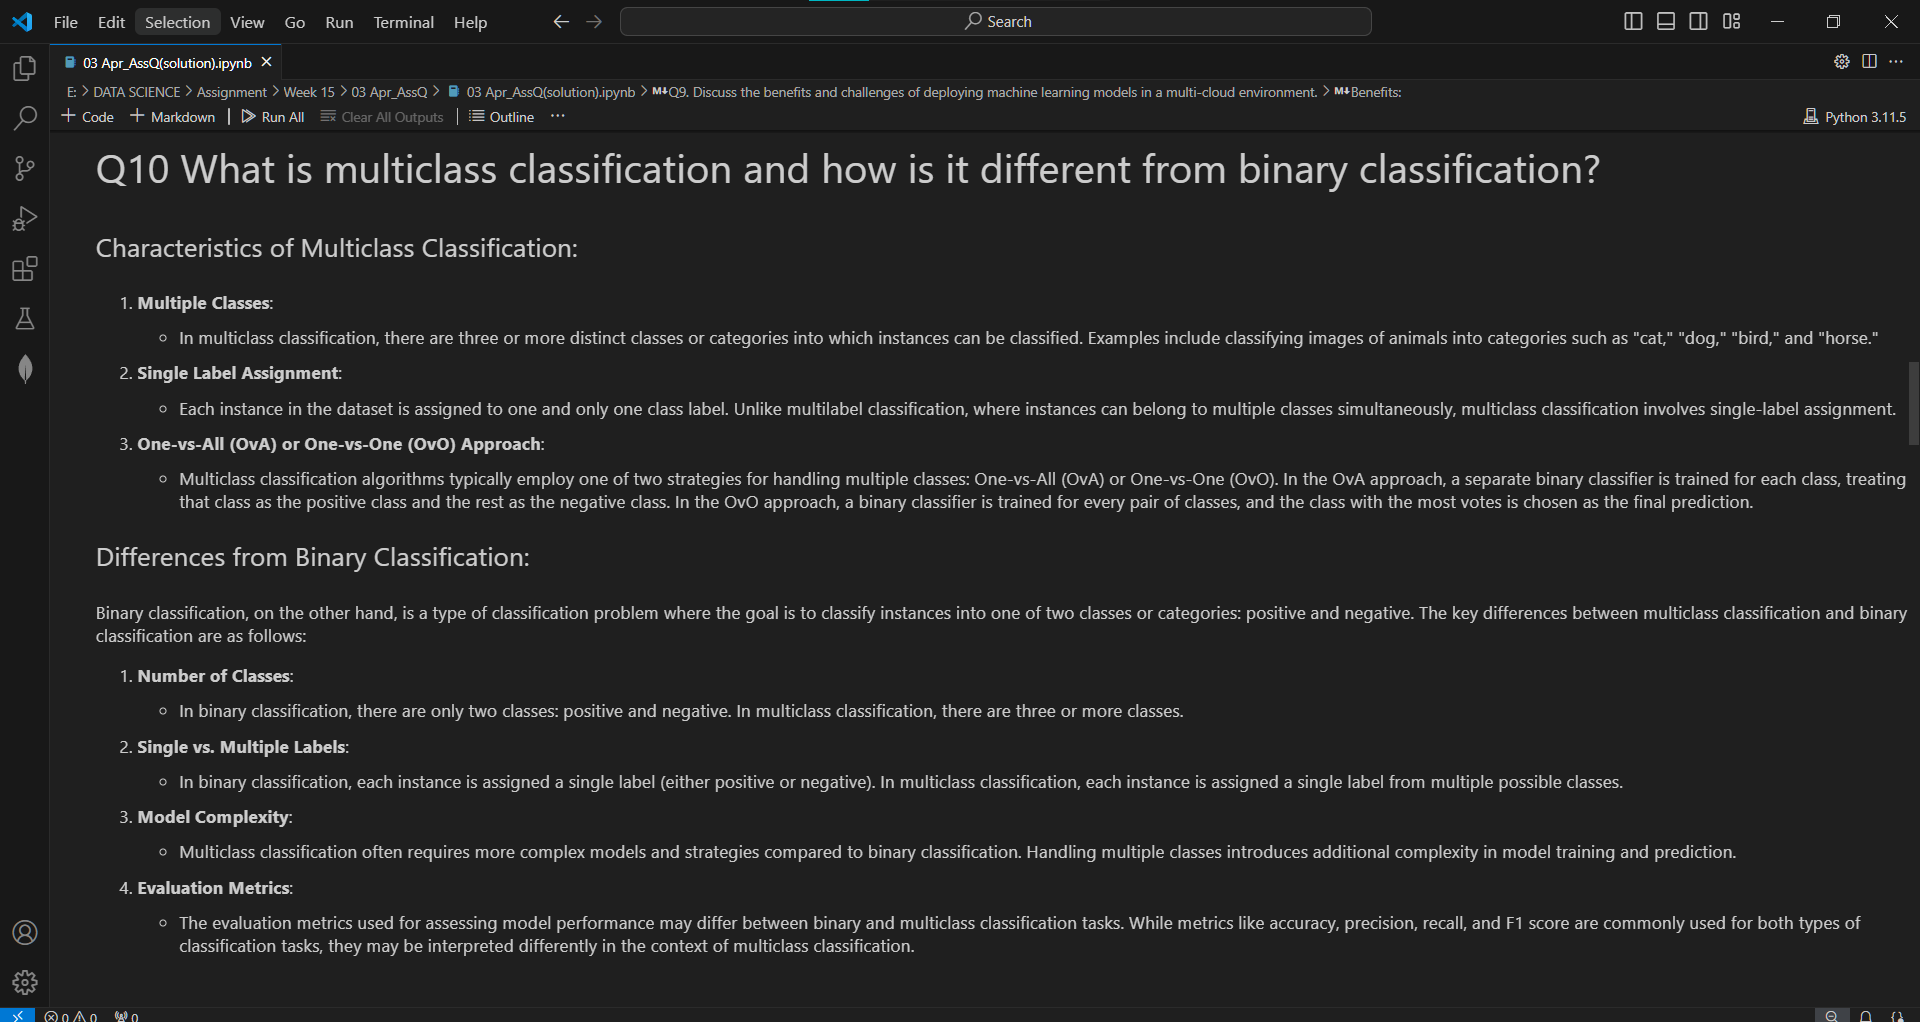 File Edit Selection View Go Run Terminal Help
Search
03 Apr_AssQ(solution).ipynb
E: > DATA SCIENCE > Assignment > Week 15 > 03 Apr_AssQ > 03 Apr_AssQ(solution).ipynb > M↓Q9. Discuss the benefits and challenges of deploying machine learning models in a multi-cloud environment. > M↓Benefits:
+ Code + Markdown | Run All Clear All Outputs | Outline ···
Python 3.11.5
Q10 What is multiclass classification and how is it different from binary classification?
Characteristics of Multiclass Classification:
1. Multiple Classes:
In multiclass classification, there are three or more distinct classes or categories into which instances can be classified. Examples include classifying images of animals into categories such as "cat," "dog," "bird," and "horse."
2. Single Label Assignment:
Each instance in the dataset is assigned to one and only one class label. Unlike multilabel classification, where instances can belong to multiple classes simultaneously, multiclass classification involves single-label assignment.
3. One-vs-All (OvA) or One-vs-One (OvO) Approach:
Multiclass classification algorithms typically employ one of two strategies for handling multiple classes: One-vs-All (OvA) or One-vs-One (OvO). In the OvA approach, a separate binary classifier is trained for each class, treating
that class as the positive class and the rest as the negative class. In the OvO approach, a binary classifier is trained for every pair of classes, and the class with the most votes is chosen as the final prediction.
Differences from Binary Classification:
Binary classification, on the other hand, is a type of classification problem where the goal is to classify instances into one of two classes or categories: positive and negative. The key differences between multiclass classification and binary
classification are as follows:
1. Number of Classes:
In binary classification, there are only two classes: positive and negative. In multiclass classification, there are three or more classes.
2. Single vs. Multiple Labels:
In binary classification, each instance is assigned a single label (either positive or negative). In multiclass classification, each instance is assigned a single label from multiple possible classes.
3. Model Complexity:
Multiclass classification often requires more complex models and strategies compared to binary classification. Handling multiple classes introduces additional complexity in model training and prediction.
4. Evaluation Metrics:
The evaluation metrics used for assessing model performance may differ between binary and multiclass classification tasks. While metrics like accuracy, precision, recall, and F1 score are commonly used for both types of
classification tasks, they may be interpreted differently in the context of multiclass classification.
0 0 0